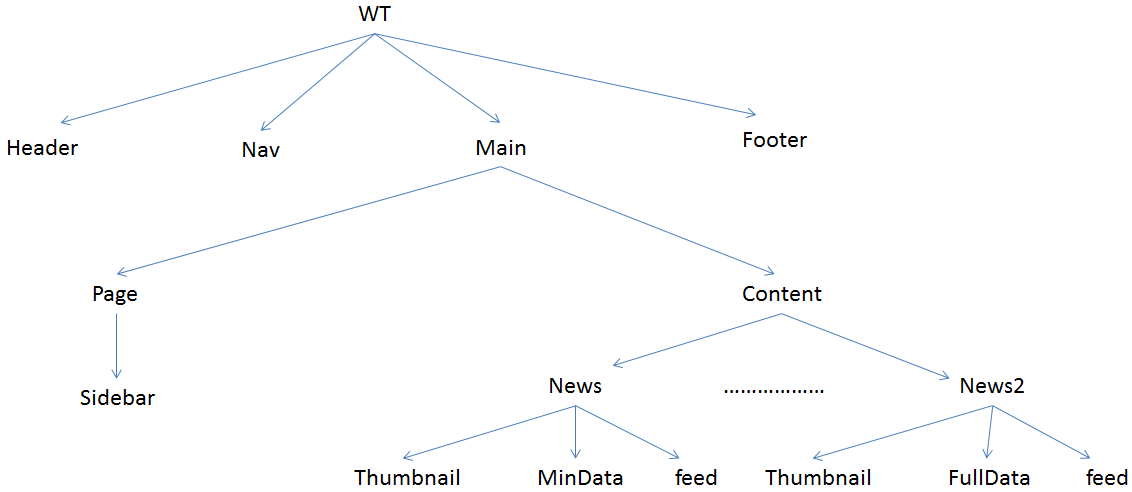 WT
Header Nav Main Footer
Page Content
Sidebar News ................... News2
Thumbnail MinData feed Thumbnail FullData feed